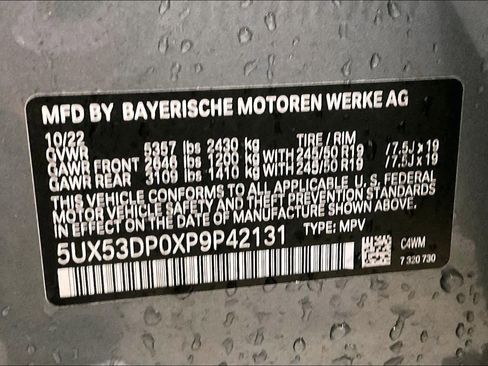 MFD BY BAYERISCHE MOTOREN WERKE AG
10/22 TIRE / RIM
GVWR 5357 lbs 2430 kg
GAWR FRONT 2646 lbs 1200 kg WITH 245/50 R19 / 7.5J x 19
GAWR REAR 3109 lbs 1410 kg WITH 245/50 R19 / 7.5J x 19
THIS VEHICLE CONFORMS TO ALL APPLICABLE U.S. FEDERAL
MOTOR VEHICLE SAFETY AND THEFT PREVENTION STANDARDS
IN EFFECT ON THE DATE OF MANUFACTURE SHOWN ABOVE.
5UX53DP0XP9P42131 TYPE: MPV
C4WM
7 320 730